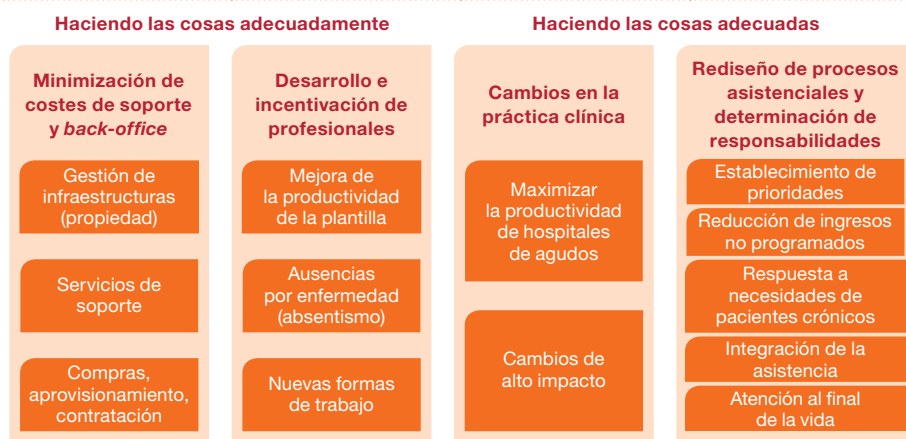 Haciendo las cosas adecuadamente
Haciendo las cosas adecuadas
Minimización de
costes de soporte
y back-office
Gestión de
infraestructuras
(propiedad)
Servicios de
soporte
Compras,
aprovisionamiento,
contratación
Desarrollo e
incentivación de
profesionales
Mejora de
la productividad
de la plantilla
Ausencias
por enfermedad
(absentismo)
Nuevas formas
de trabajo
Cambios en la
práctica clínica
Maximizar
la productividad
de hospitales
de agudos
Cambios de
alto impacto
Rediseño de procesos
asistenciales y
determinación de
responsabilidades
Establecimiento de
prioridades
Reducción de ingresos
no programados
Respuesta a
necesidades de
pacientes crónicos
Integración de la
asistencia
Atención al final
de la vida